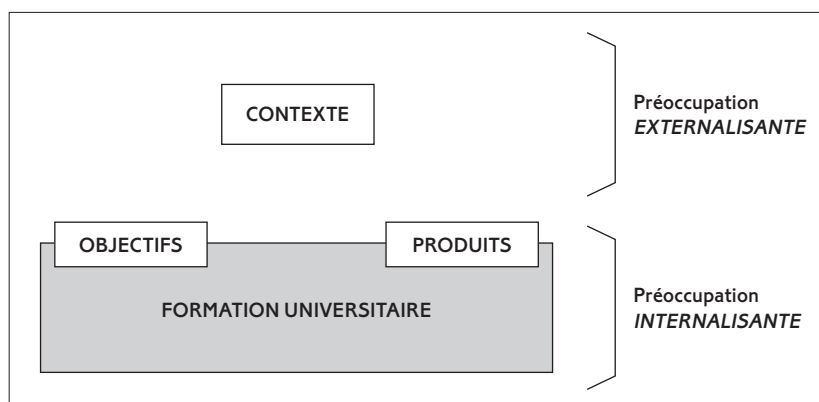 CONTEXTE
Préoccupation
EXTERNALISANTE
OBJECTIFS
PRODUITS
FORMATION UNIVERSITAIRE
Préoccupation
INTERNALISANTE